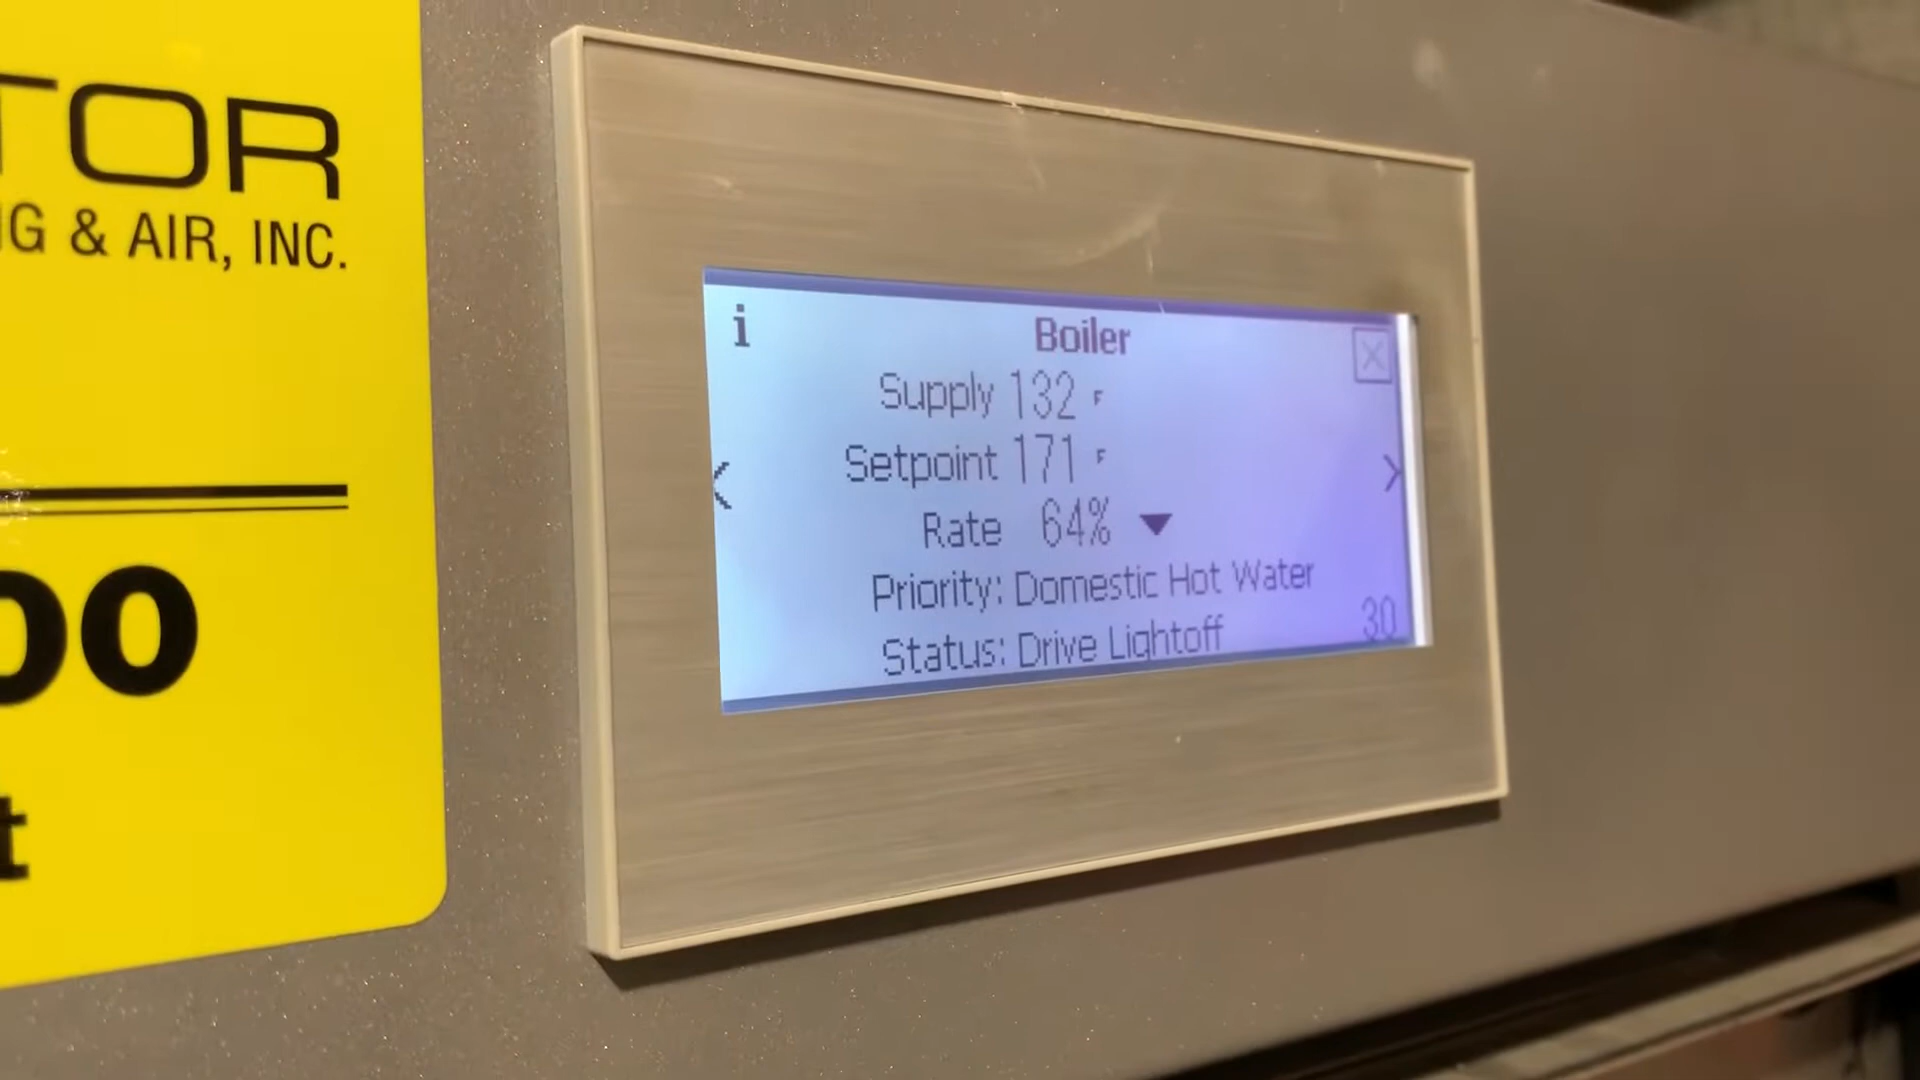 TOR
G & AIR, INC.
00
t
i
Boiler
Supply 132 F
Setpoint 171 F
Rate 64%
Priority: Domestic Hot Water
Status: Drive Lightoff 30